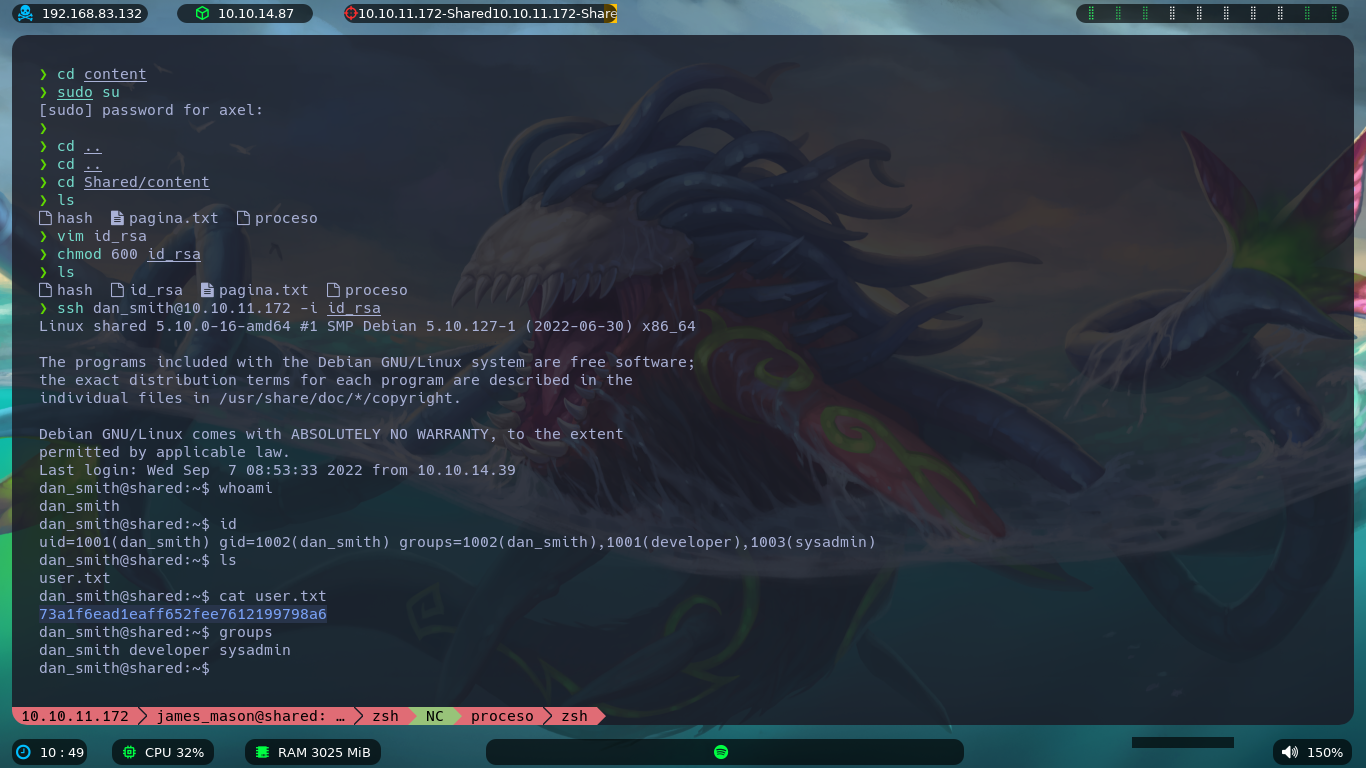 192.168.83.132
10.10.14.87
10.10.11.172-Shared10.10.11.172-Share
❯ cd content
❯ sudo su
[sudo] password for axel:
❯
❯ cd ..
❯ cd ..
❯ cd Shared/content
❯ ls
hash pagina.txt proceso
❯ vim id_rsa
❯ chmod 600 id_rsa
❯ ls
hash id_rsa pagina.txt proceso
❯ ssh dan_smith@10.10.11.172 -i id_rsa
Linux shared 5.10.0-16-amd64 #1 SMP Debian 5.10.127-1 (2022-06-30) x86_64
The programs included with the Debian GNU/Linux system are free software;
the exact distribution terms for each program are described in the
individual files in /usr/share/doc/*/copyright.
Debian GNU/Linux comes with ABSOLUTELY NO WARRANTY, to the extent
permitted by applicable law.
Last login: Wed Sep  7 08:53:33 2022 from 10.10.14.39
dan_smith@shared:~$ whoami
dan_smith
dan_smith@shared:~$ id
uid=1001(dan_smith) gid=1002(dan_smith) groups=1002(dan_smith),1001(developer),1003(sysadmin)
dan_smith@shared:~$ ls
user.txt
dan_smith@shared:~$ cat user.txt
73a1f6ead1eaff652fee7612199798a6
dan_smith@shared:~$ groups
dan_smith developer sysadmin
dan_smith@shared:~$
10.10.11.172 james_mason@shared: … zsh NC proceso zsh
10 : 49 CPU 32% RAM 3025 MiB 150%